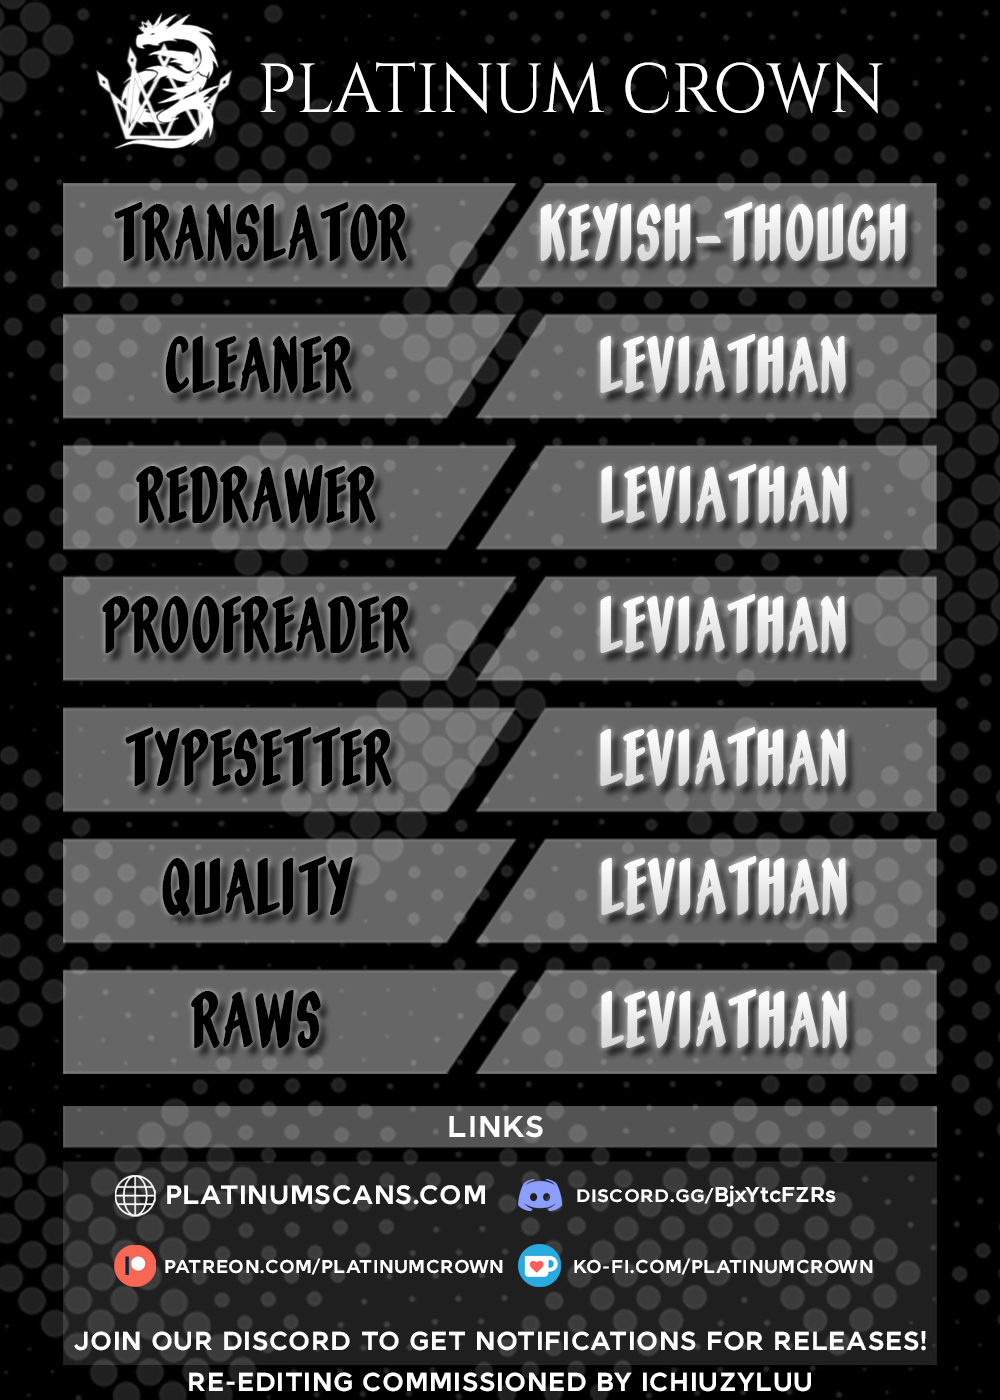 PLATINUM CROWN
TRANSLATOR KEYISH-THOUGH
CLEANER LEVIATHAN
REDRAWER LEVIATHAN
PROOFREADER LEVIATHAN
TYPESETTER LEVIATHAN
QUALITY LEVIATHAN
RAWS LEVIATHAN
LINKS
PLATINUMSCANS.COM DISCORD.GG/BjxYtcFZRs
PATREON.COM/PLATINUMCROWN KO-FI.COM/PLATINUMCROWN
JOIN OUR DISCORD TO GET NOTIFICATIONS FOR RELEASES!
RE-EDITING COMMISSIONED BY ICHIUZYLUU